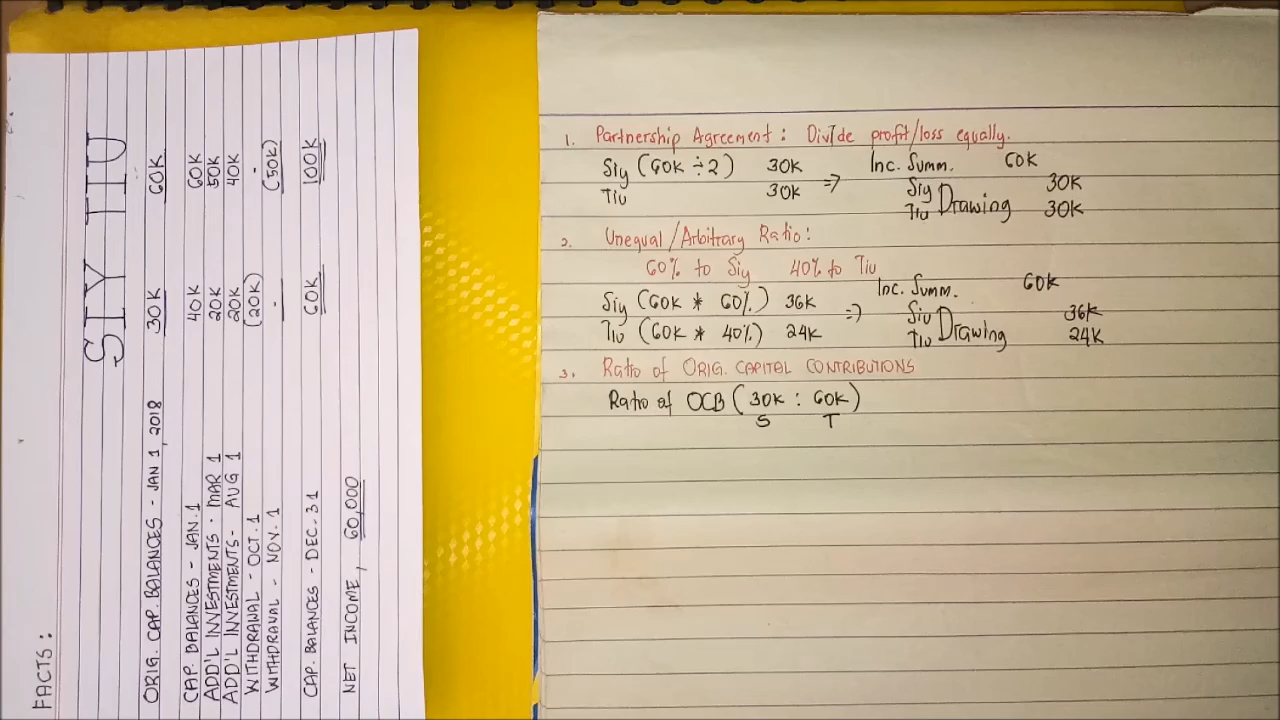 FACTS:
SIY TIU
ORIG. CAP. BALANCES - JAN 1, 2018 30K 60K
CAP. BALANCES - JAN. 1 40K 60K
ADD'L INVESTMENTS - MAR 1 20K 50K
ADD'L INVESTMENTS - AUG 1 20K 40K
WITHDRAWAL - OCT. 1 (20K) -
WITHDRAWAL - NOV. 1 - (50K)
CAP. BALANCES - DEC. 31 60K 100K
NET INCOME, 60,000
1. Partnership Agreement: Divide profit/loss equally.
Siy (60K ÷ 2) 30K => Inc. Summ. 60K
Tiu 30K Siy Drawing 30K
Tiu 30K
2. Unequal/Arbitrary Ratio:
60% to Siy 40% to Tiu
Siy (60K * 60%) 36K => Inc. Summ. 60K
Tiu (60K * 40%) 24K Siy Drawing 36K
Tiu 24K
3. Ratio of ORIG. CAPITAL CONTRIBUTIONS
Ratio of OCB (30K : 60K)
S T